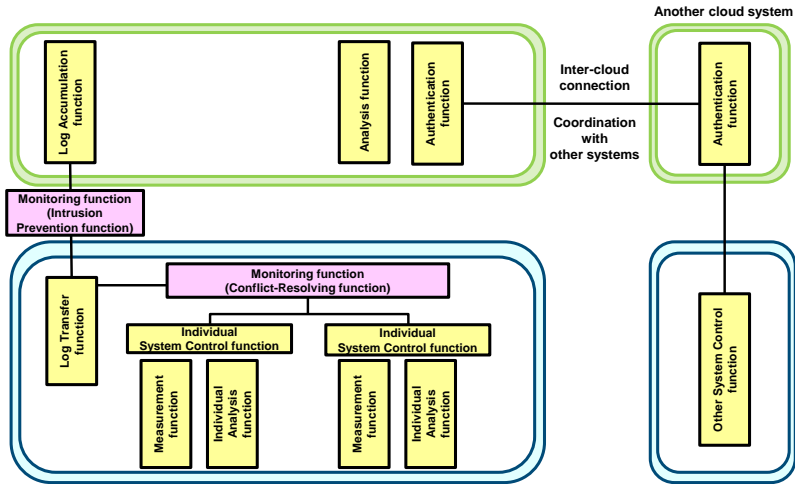 Another cloud system
Log Accumulation
function
Analysis function
Authentication
function
Inter-cloud
connection
Coordination
with
other systems
Authentication
function
Monitoring function
(Intrusion
Prevention function)
Monitoring function
(Conflict-Resolving function)
Log Transfer
function
Individual
System Control function
Individual
System Control function
Measurement
function
Individual
Analysis
function
Measurement
function
Individual
Analysis
function
Other System Control
function